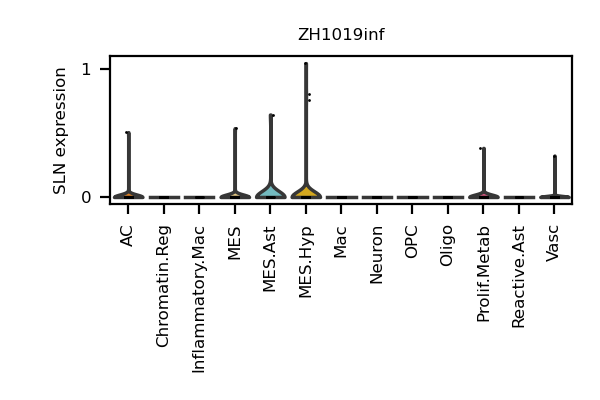 ZH1019inf
SLN expression
1
0
AC
Chromatin.Reg
Inflammatory.Mac
MES
MES.Ast
MES.Hyp
Mac
Neuron
OPC
Oligo
Prolif.Metab
Reactive.Ast
Vasc